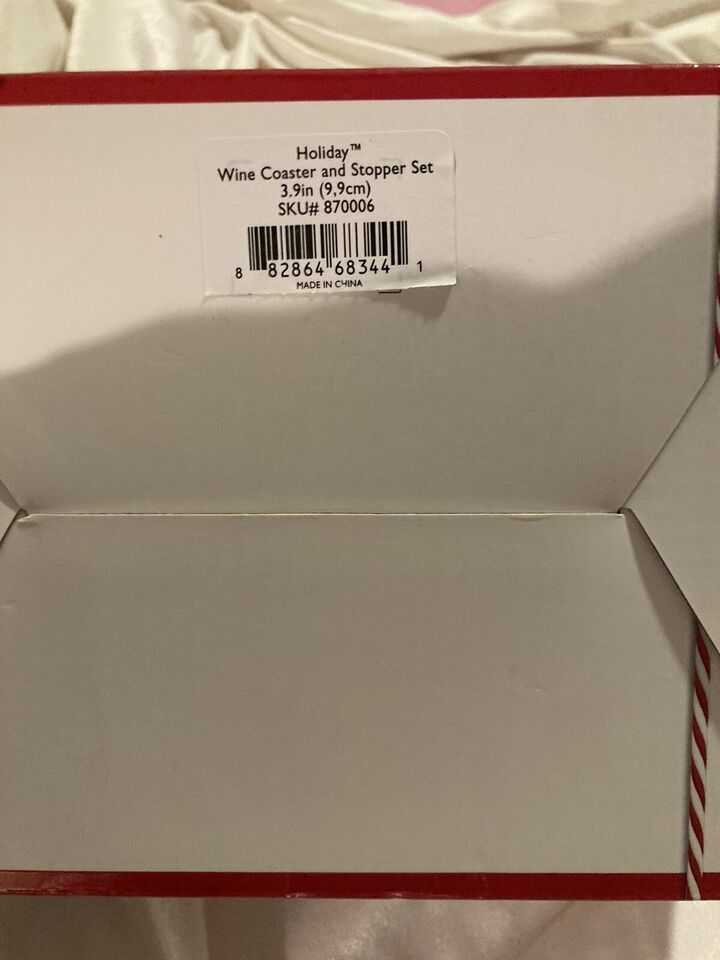 Holiday™
Wine Coaster and Stopper Set
3.9in (9,9cm)
SKU# 870006
8 82864 68344 1
MADE IN CHINA